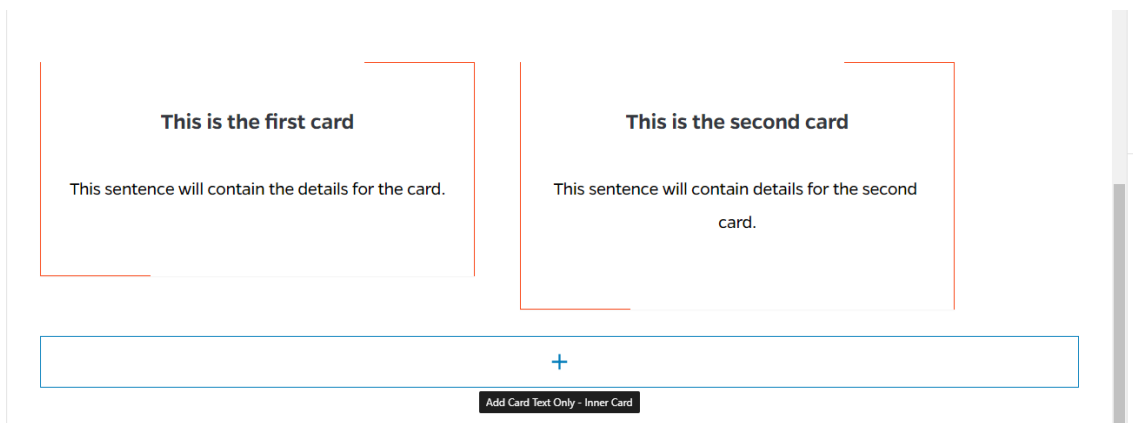 This is the first card
This sentence will contain the details for the card.
This is the second card
This sentence will contain details for the second
card.
+
Add Card Text Only - Inner Card